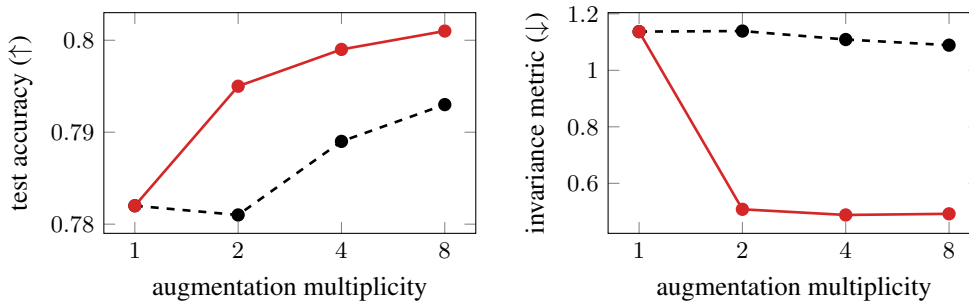 test accuracy (↑)
0.8
0.79
0.78
1 2 4 8
augmentation multiplicity
invariance metric (↓)
1.2
1
0.8
0.6
1 2 4 8
augmentation multiplicity